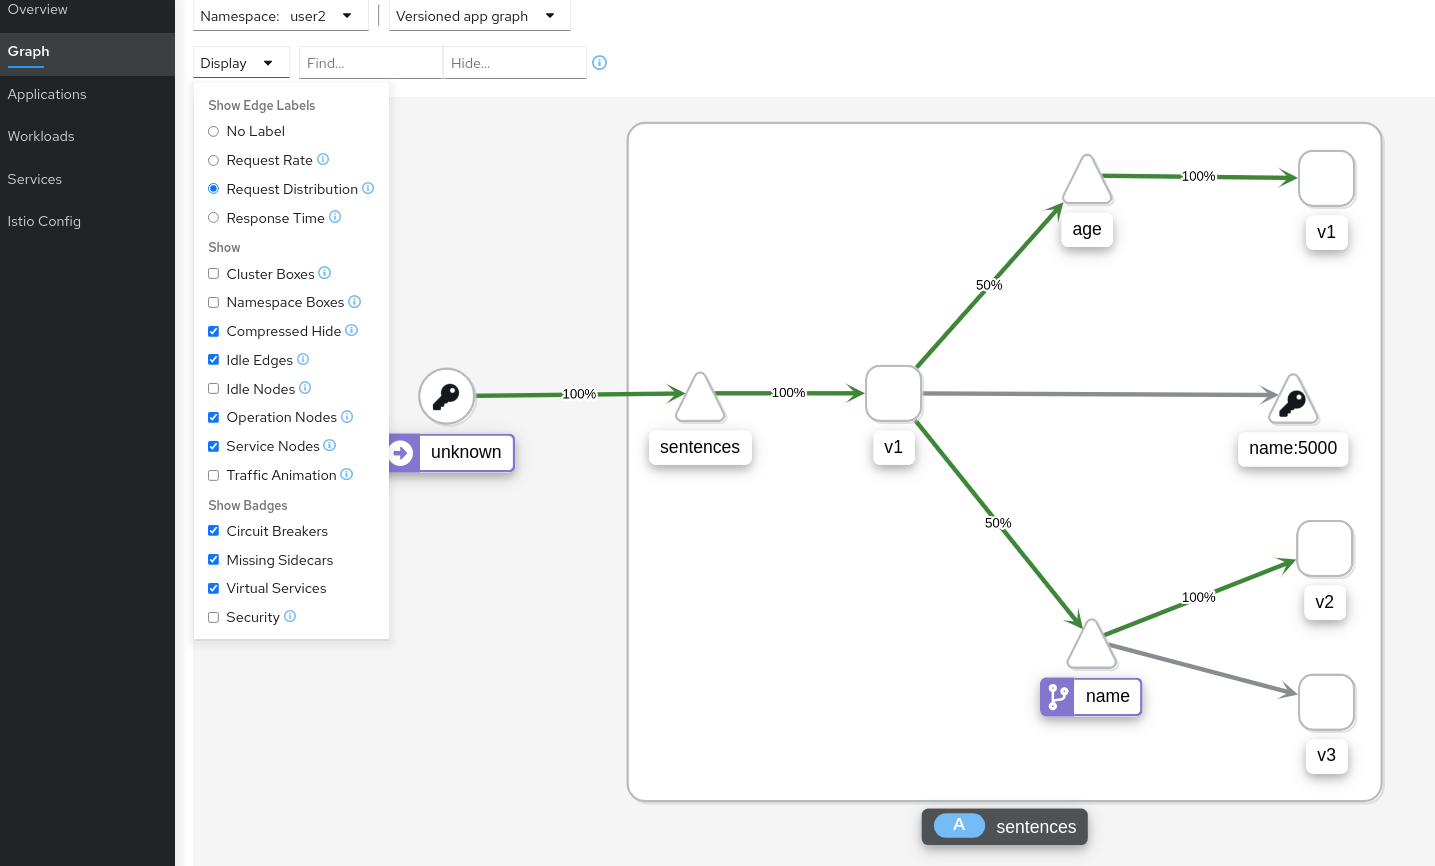 Overview
Graph
Applications
Workloads
Services
Istio Config
Namespace: user2
Versioned app graph
Display
Find...
Hide...
Show Edge Labels
No Label
Request Rate
Request Distribution
Response Time
Show
Cluster Boxes
Namespace Boxes
Compressed Hide
Idle Edges
Idle Nodes
Operation Nodes
Service Nodes
Traffic Animation
Show Badges
Circuit Breakers
Missing Sidecars
Virtual Services
Security
100%
age
v1
50%
100%
100%
unknown
sentences
v1
name:5000
50%
100%
v2
name
v3
A sentences